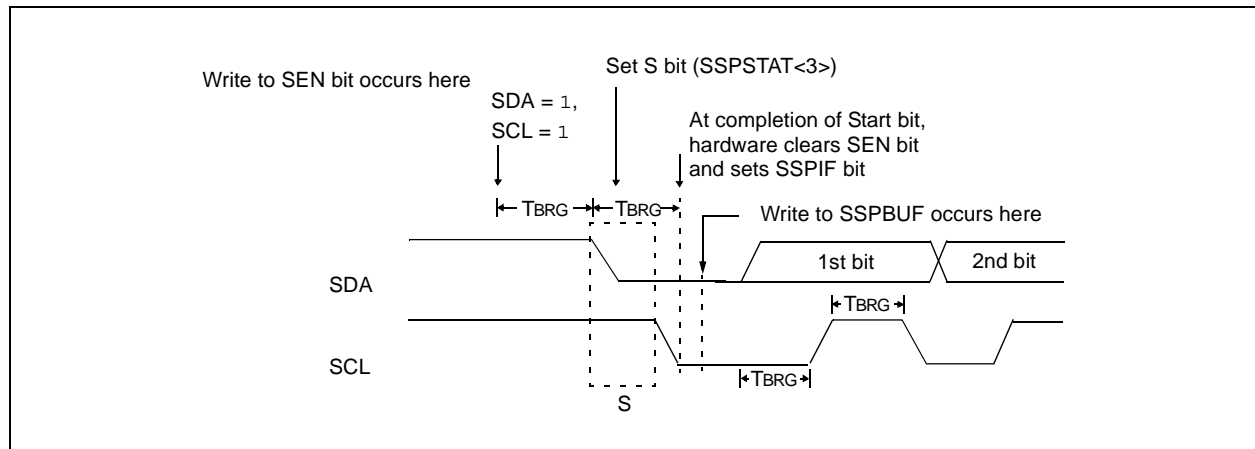 Write to SEN bit occurs here
Set S bit (SSPSTAT<3>)
SDA = 1,
SCL = 1
At completion of Start bit,
hardware clears SEN bit
and sets SSPIF bit
TBRG
TBRG
Write to SSPBUF occurs here
SDA
1st bit
2nd bit
TBRG
SCL
TBRG
S